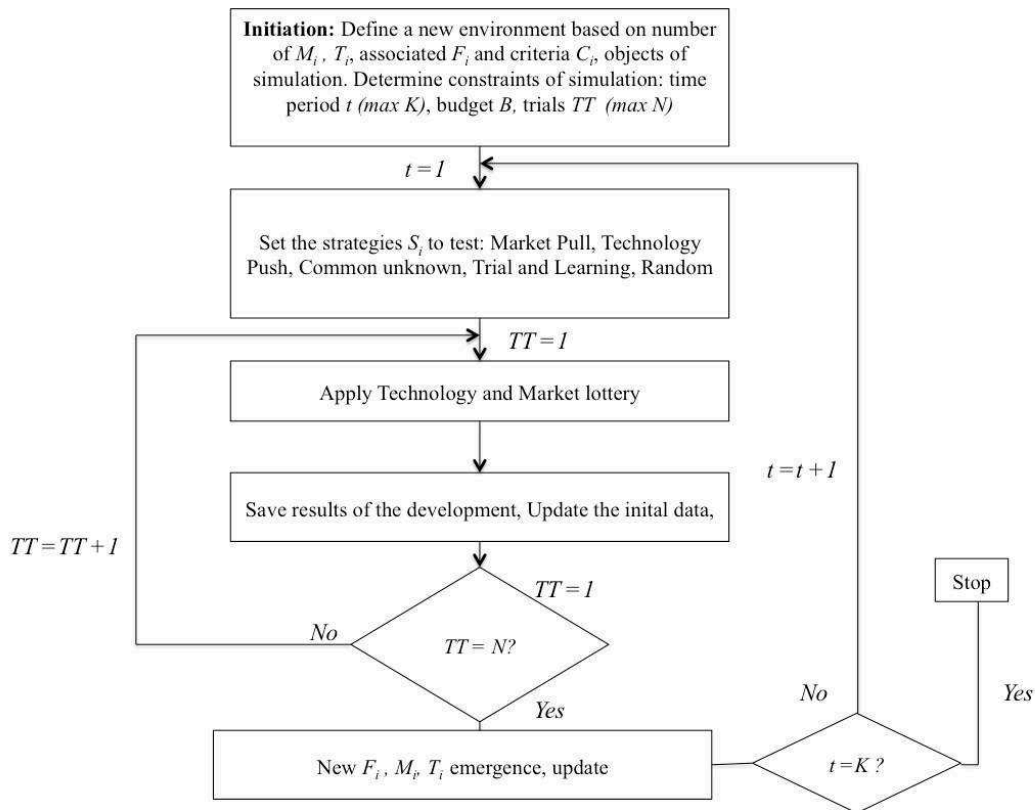 Initiation: Define a new environment based on number
of Mi , Ti, associated Fi and criteria Ci, objects of
simulation. Determine constraints of simulation: time
period t (max K), budget B, trials TT (max N)
t = 1
Set the strategies Si to test: Market Pull, Technology
Push, Common unknown, Trial and Learning, Random
TT = 1
Apply Technology and Market lottery
t = t + 1
Save results of the development, Update the inital data,
TT = TT + 1
TT = 1
Stop
No
TT = N?
Yes
No
Yes
New Fi , Mi, Ti emergence, update
t = K ?